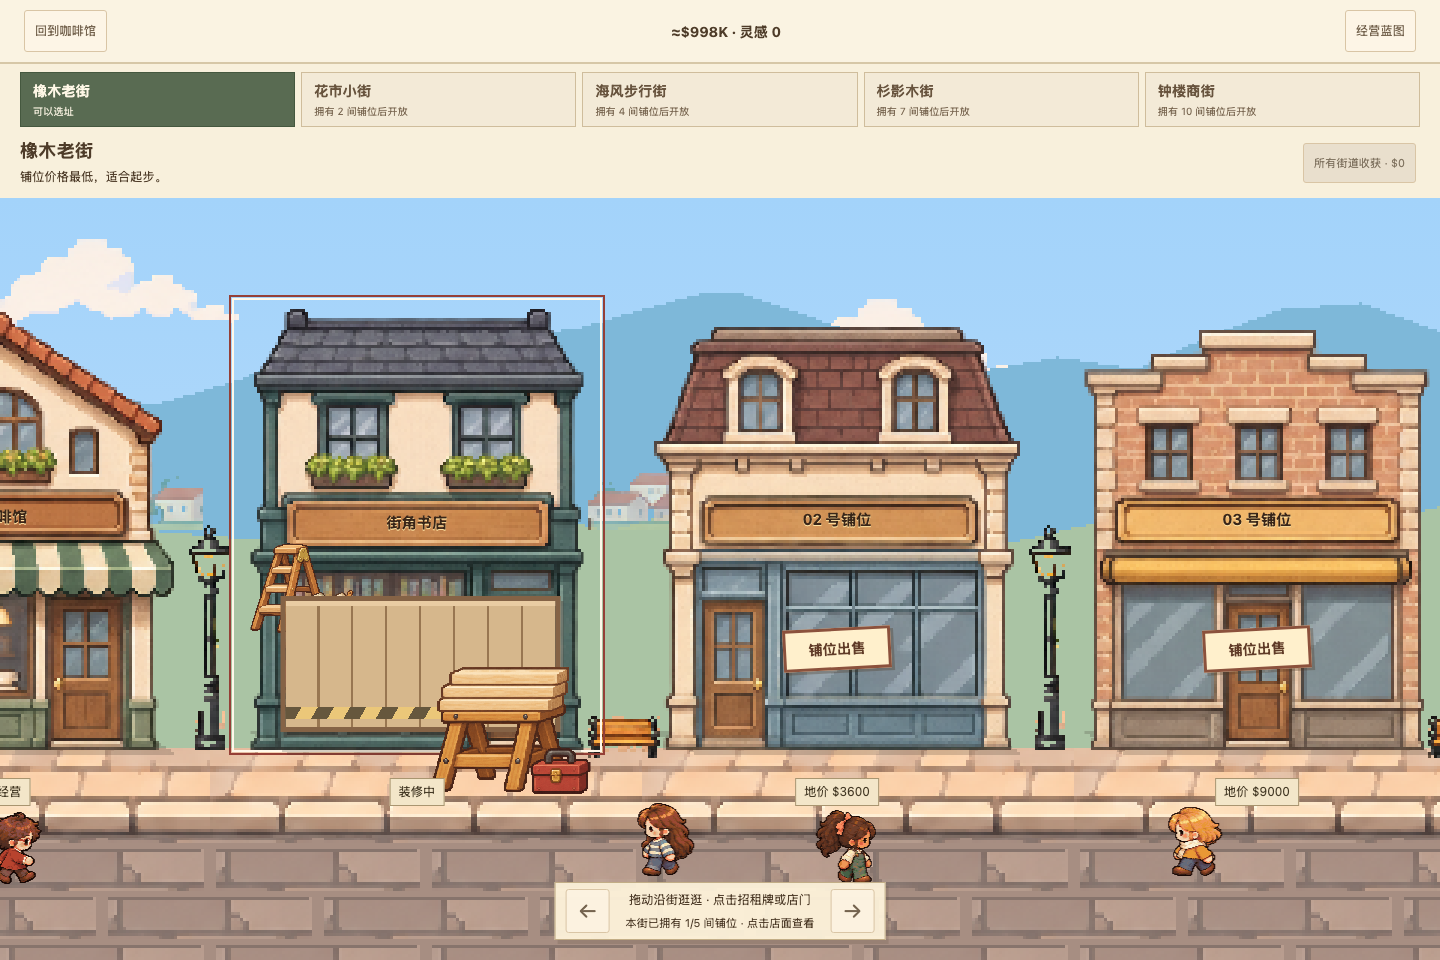 回到咖啡馆
≈$998K · 灵感 0
经营蓝图
橡木老街
可以选址
花市小街
拥有 2 间铺位后开放
海风步行街
拥有 4 间铺位后开放
杉影木街
拥有 7 间铺位后开放
钟楼商街
拥有 10 间铺位后开放
橡木老街
铺位价格最低，适合起步。
所有街道收获 · $0
啡馆
街角书店
02 号铺位
03 号铺位
铺位出售
铺位出售
经营
装修中
地价 $3600
地价 $9000
拖动沿街逛逛 · 点击招租牌或店门
本街已拥有 1/5 间铺位 · 点击店面查看